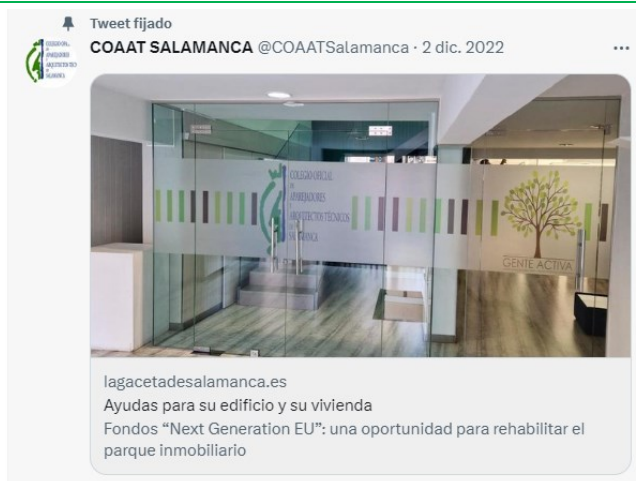 Tweet fijado
COAAT SALAMANCA @COAATSalamanca · 2 dic. 2022
COLEGIO OFICIAL
DE
APAREJADORES
Y
ARQUITECTOS TÉCNICOS
DE
SALAMANCA
GENTE ACTIVA
lagacetadesalamanca.es
Ayudas para su edificio y su vivienda
Fondos “Next Generation EU”: una oportunidad para rehabilitar el
parque inmobiliario